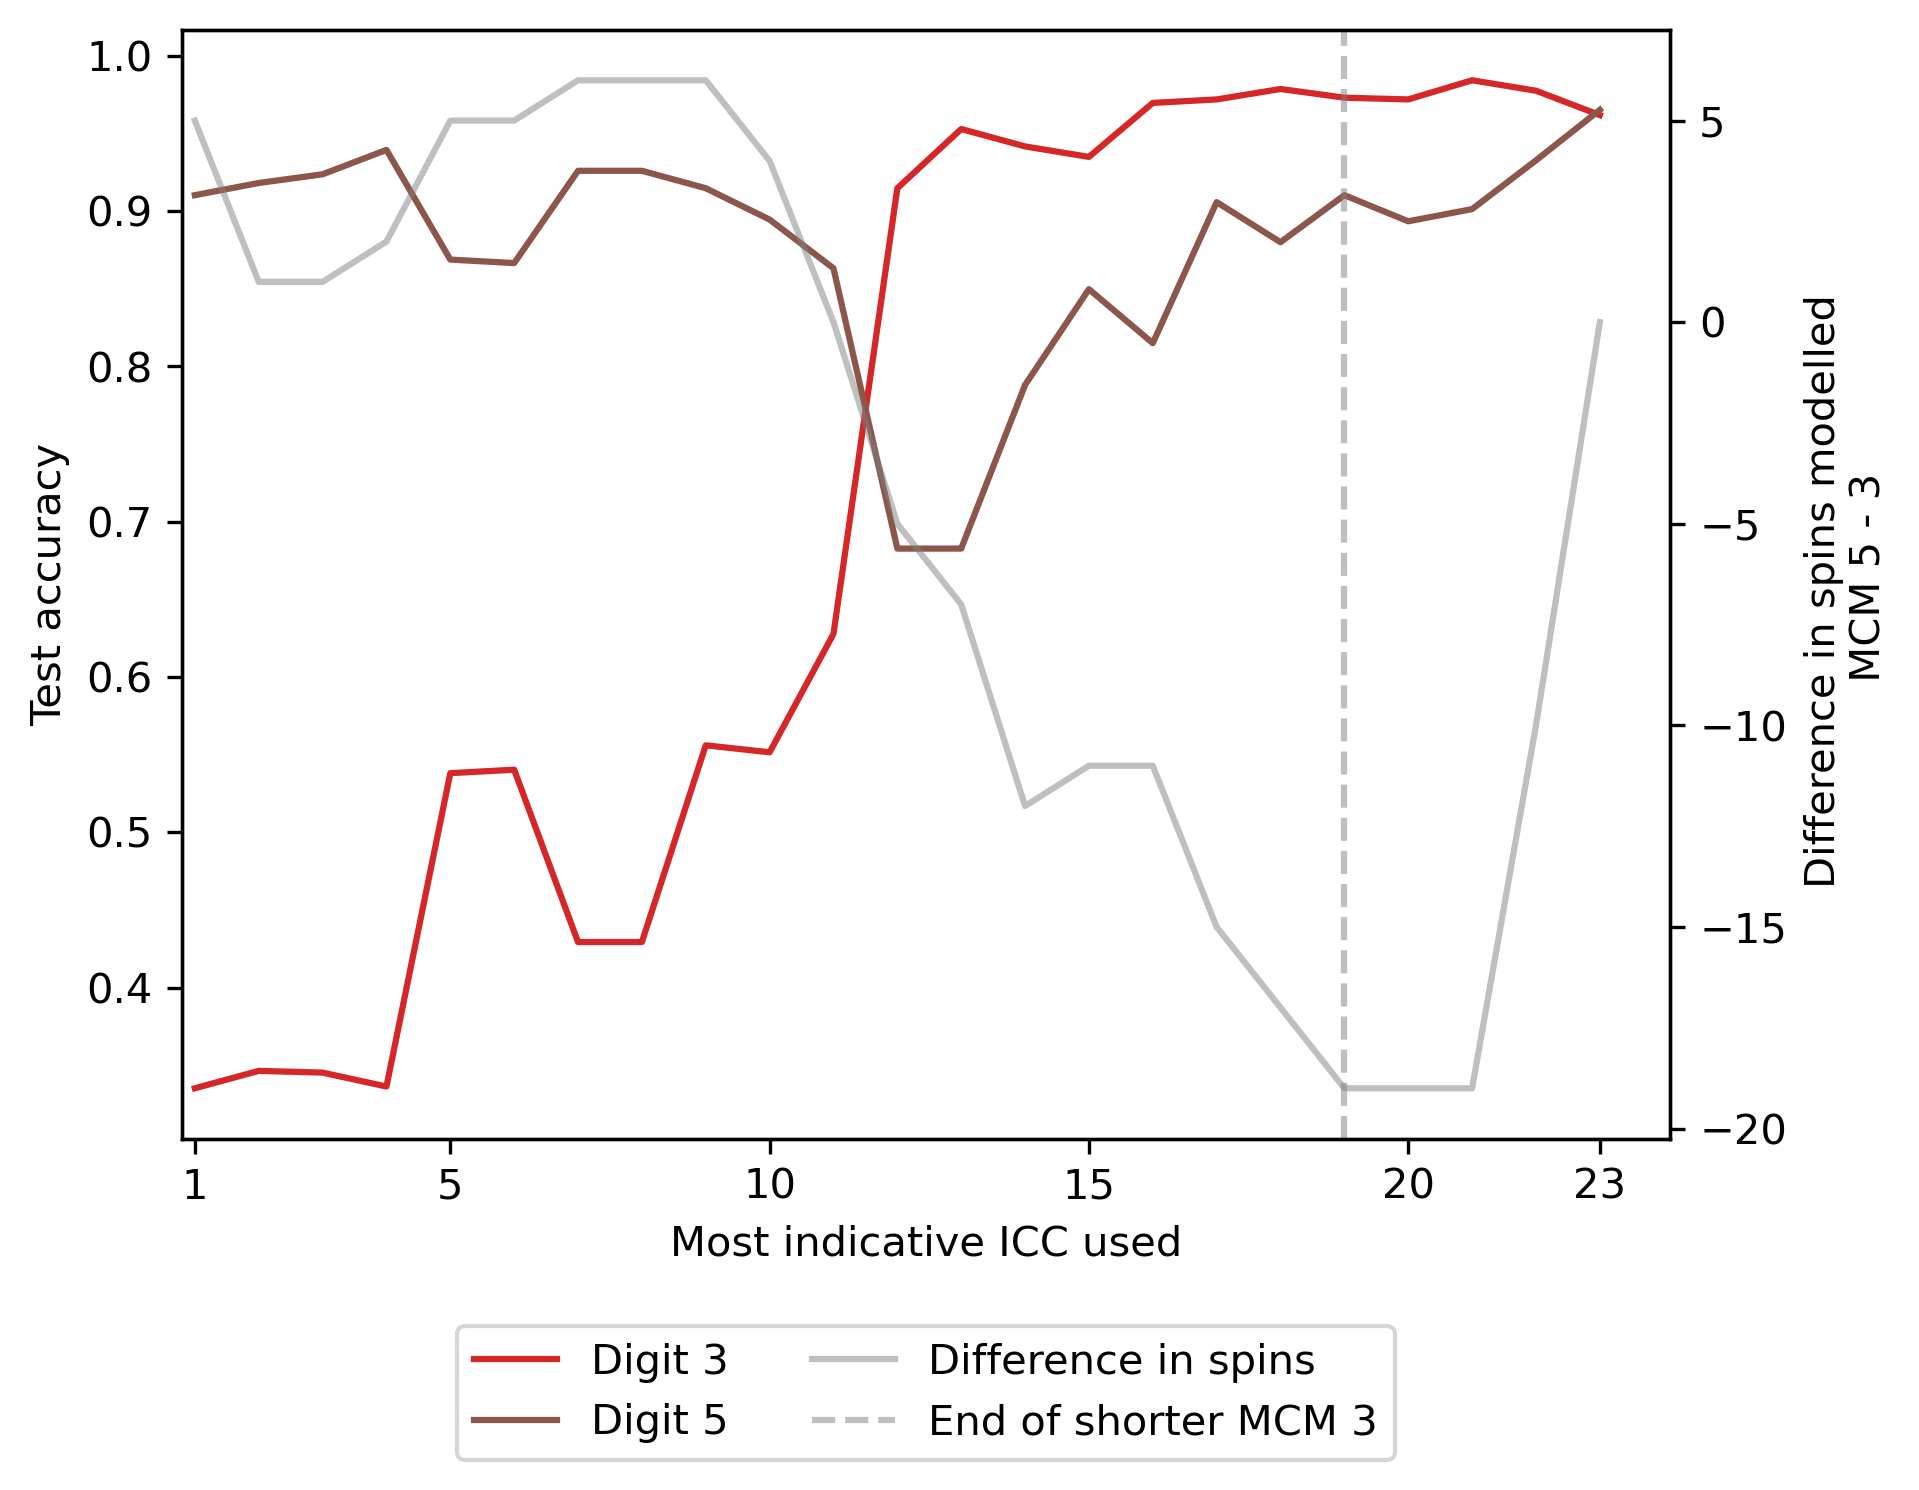 1.0
0.9
0.8
0.7
0.6
0.5
0.4
Test accuracy
5
0
−5
−10
−15
−20
Difference in spins modelled
MCM 5 - 3
1 5 10 15 20 23
Most indicative ICC used
Digit 3
Digit 5
Difference in spins
End of shorter MCM 3